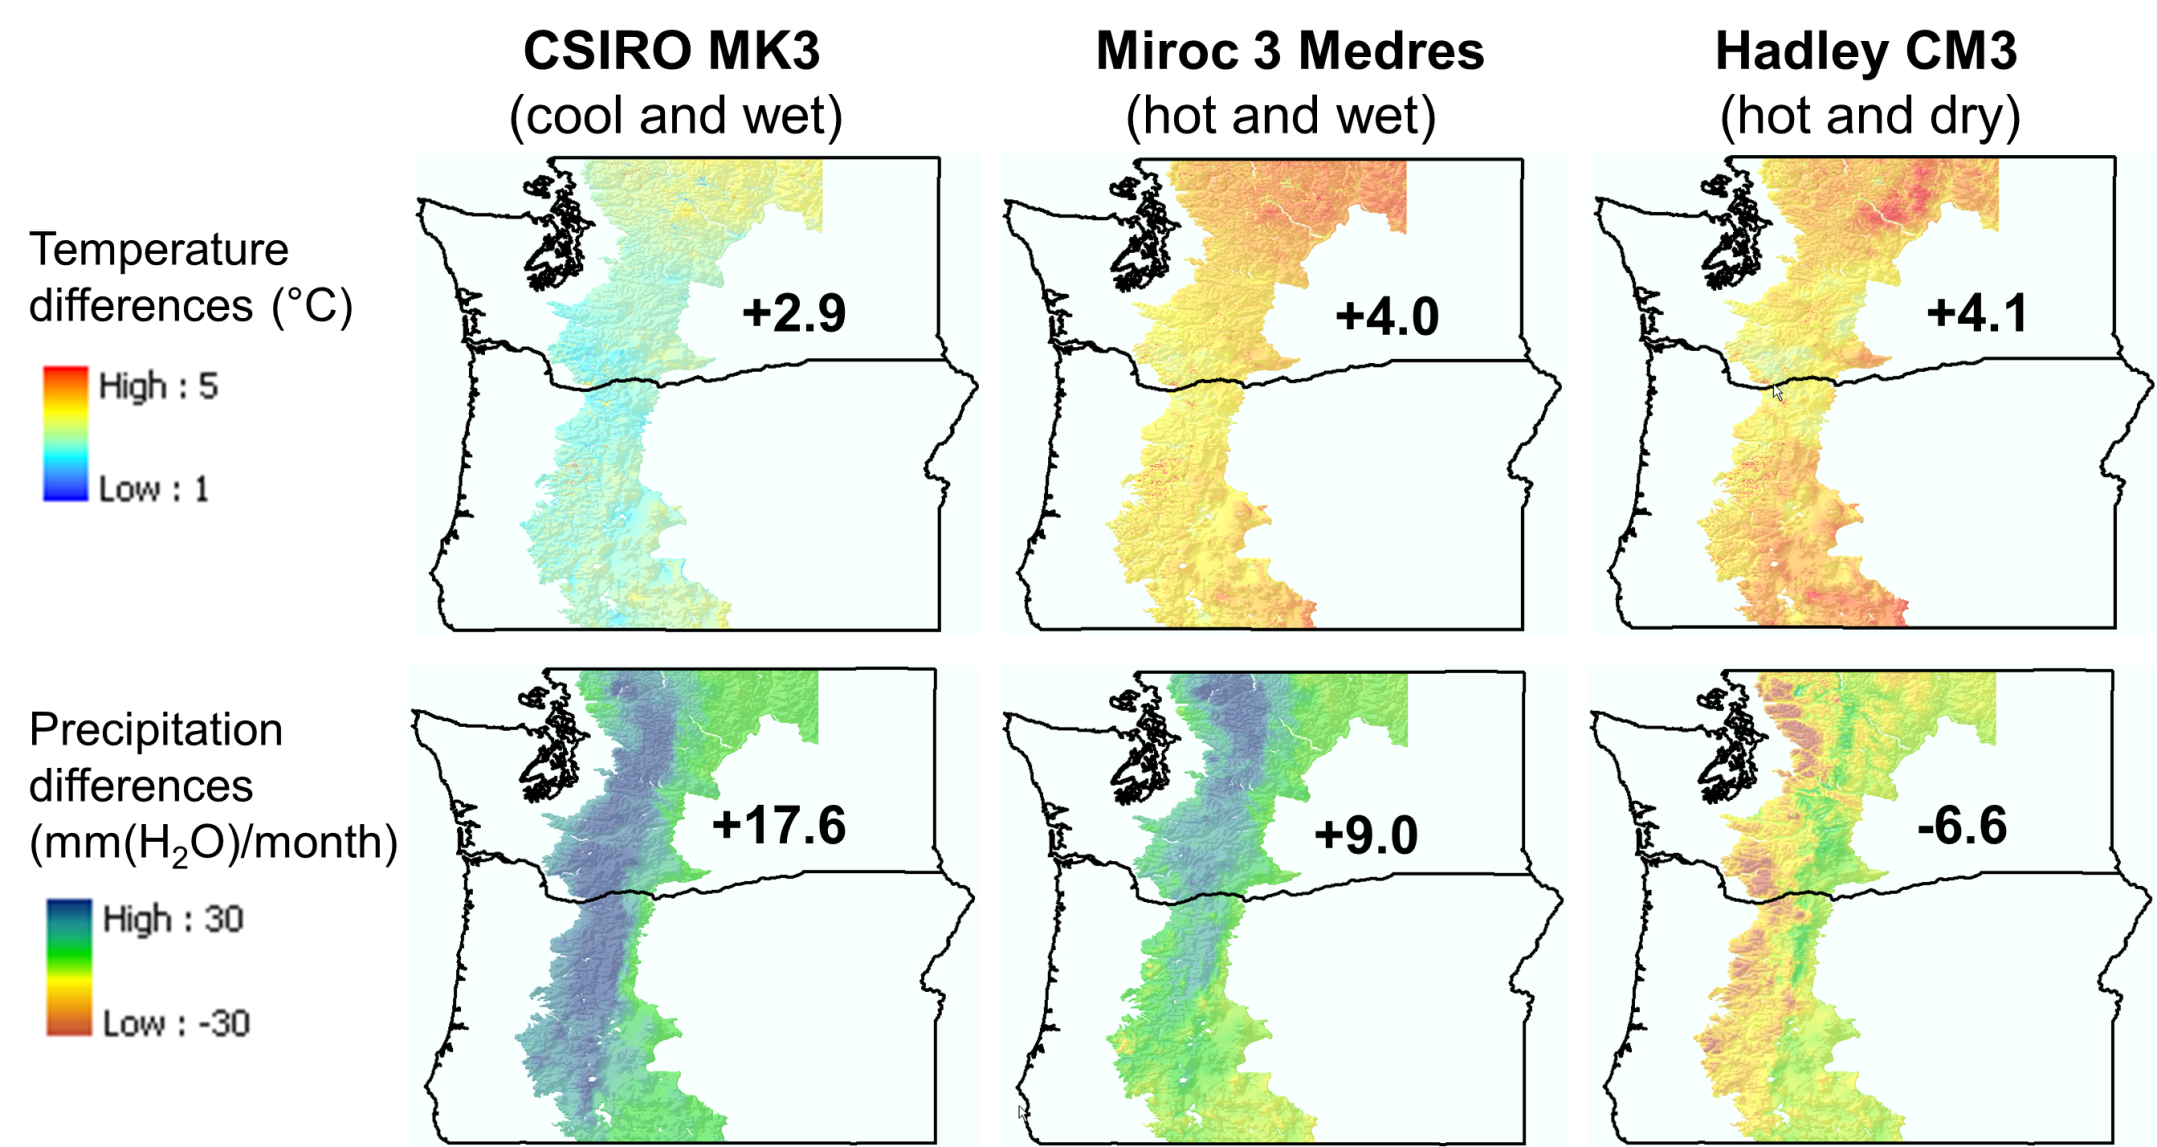 CSIRO MK3
(cool and wet)
Miroc 3 Medres
(hot and wet)
Hadley CM3
(hot and dry)
Temperature
differences (°C)
High : 5
Low : 1
+2.9
+4.0
+4.1
Precipitation
differences
(mm(H₂O)/month)
High : 30
Low : -30
+17.6
+9.0
-6.6